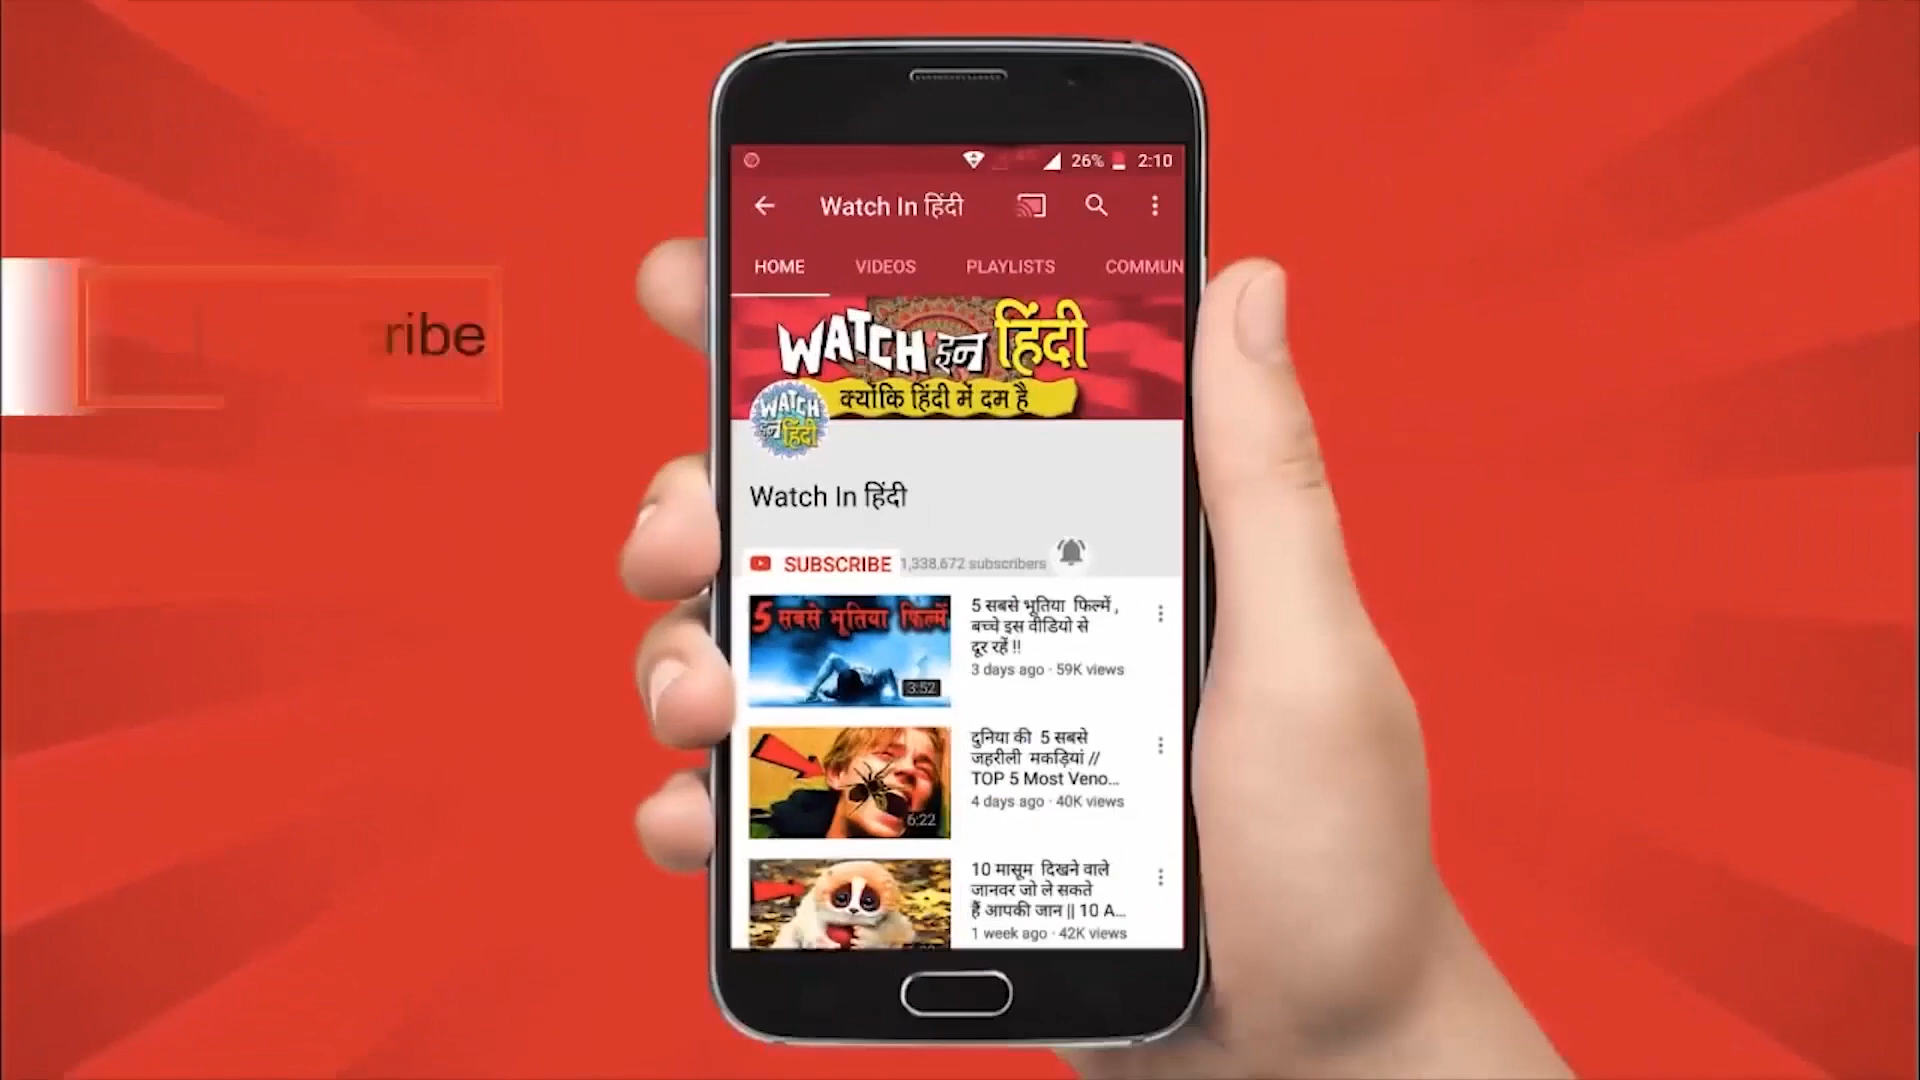 26% 2:10
Watch In हिंदी
HOME VIDEOS PLAYLISTS COMMUN
WATCH इन हिंदी
क्योंकि हिंदी में दम है
WATCH
इन हिंदी
ribe
Watch In हिंदी
SUBSCRIBE 1,338,672 subscribers
5 सबसे भूतिया फिल्में
3:52
5 सबसे भूतिया फिल्में ,
बच्चे इस वीडियो से
दूर रहें !!
3 days ago · 59K views
6:22
दुनिया की 5 सबसे
जहरीली मकड़ियां //
TOP 5 Most Veno...
4 days ago · 40K views
10 मासूम दिखने वाले
जानवर जो ले सकते
हैं आपकी जान || 10 A...
1 week ago · 42K views